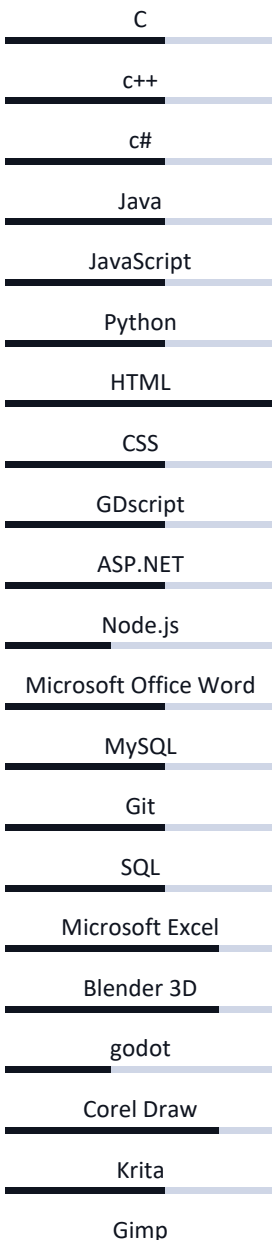 C
c++
c#
Java
JavaScript
Python
HTML
CSS
GDscript
ASP.NET
Node.js
Microsoft Office Word
MySQL
Git
SQL
Microsoft Excel
Blender 3D
godot
Corel Draw
Krita
Gimp